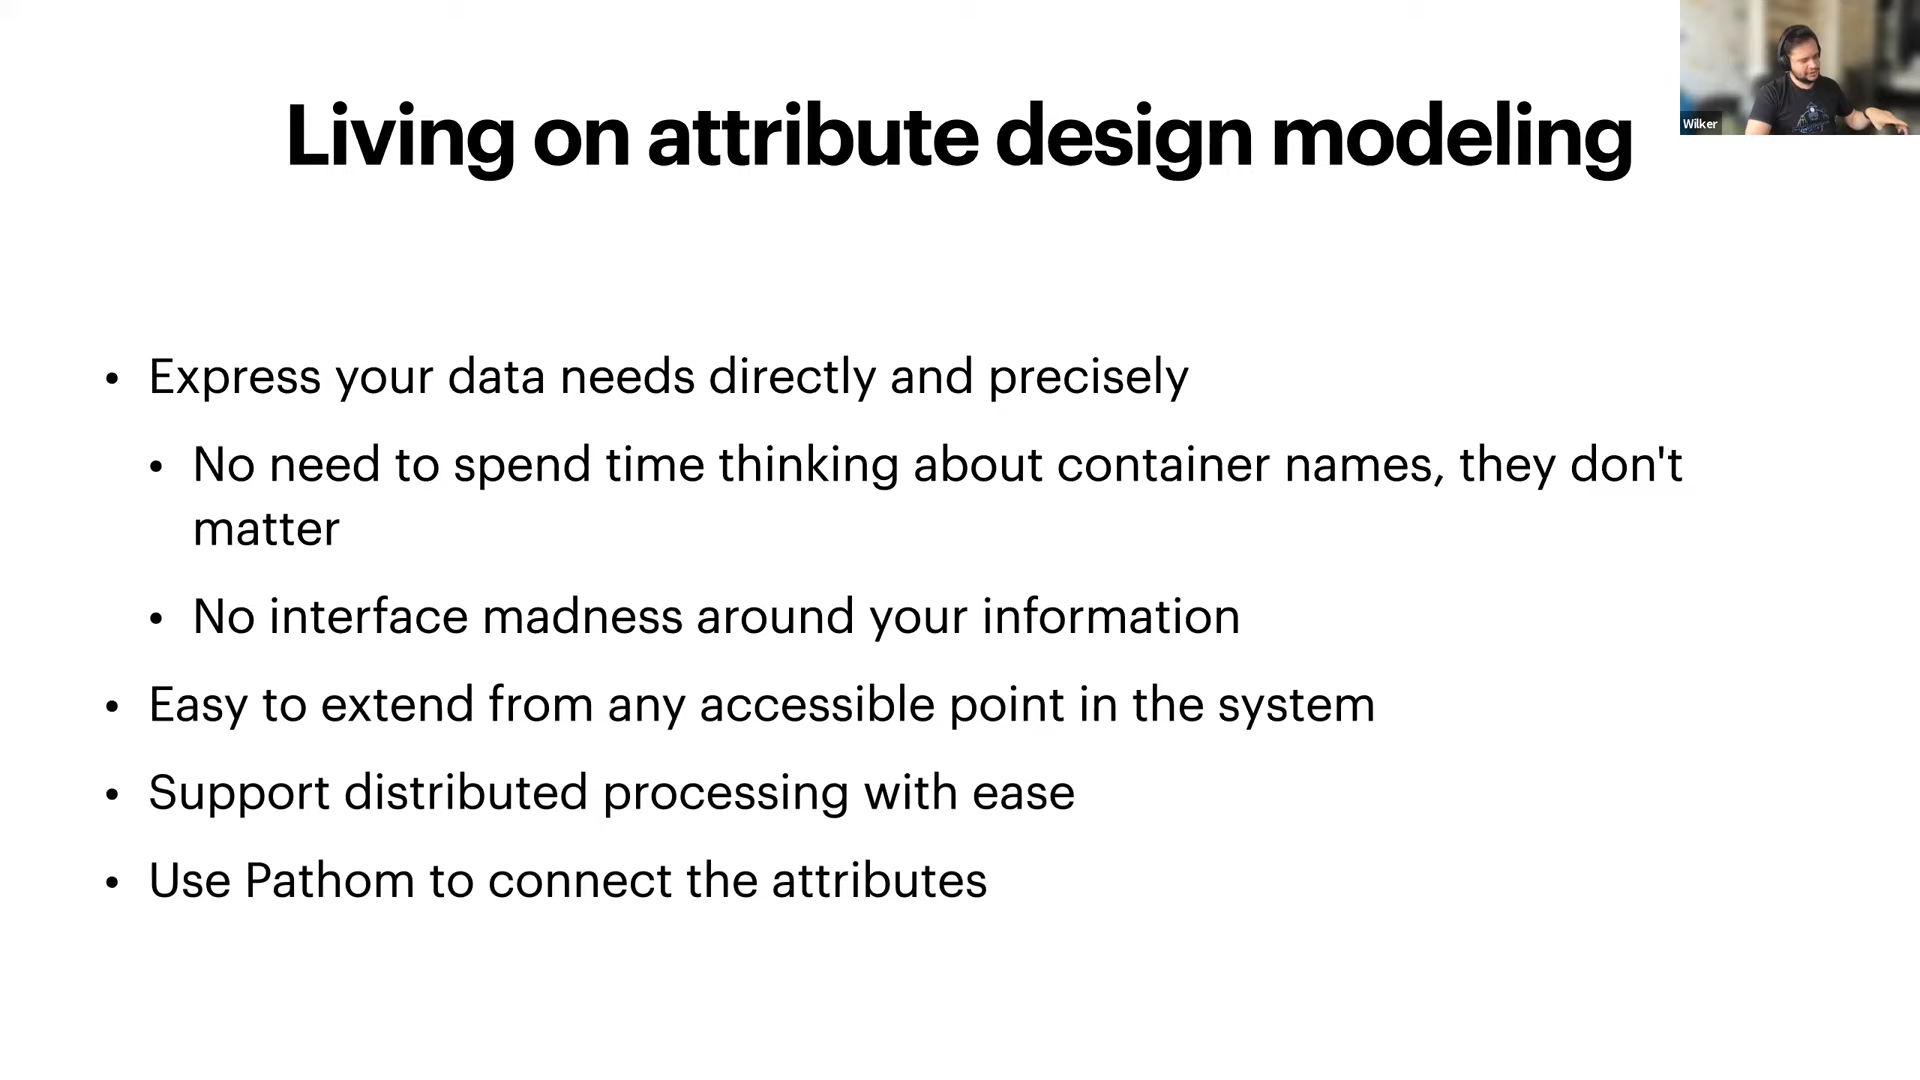 Wilker
Living on attribute design modeling
• Express your data needs directly and precisely
• No need to spend time thinking about container names, they don't
matter
• No interface madness around your information
• Easy to extend from any accessible point in the system
• Support distributed processing with ease
• Use Pathom to connect the attributes